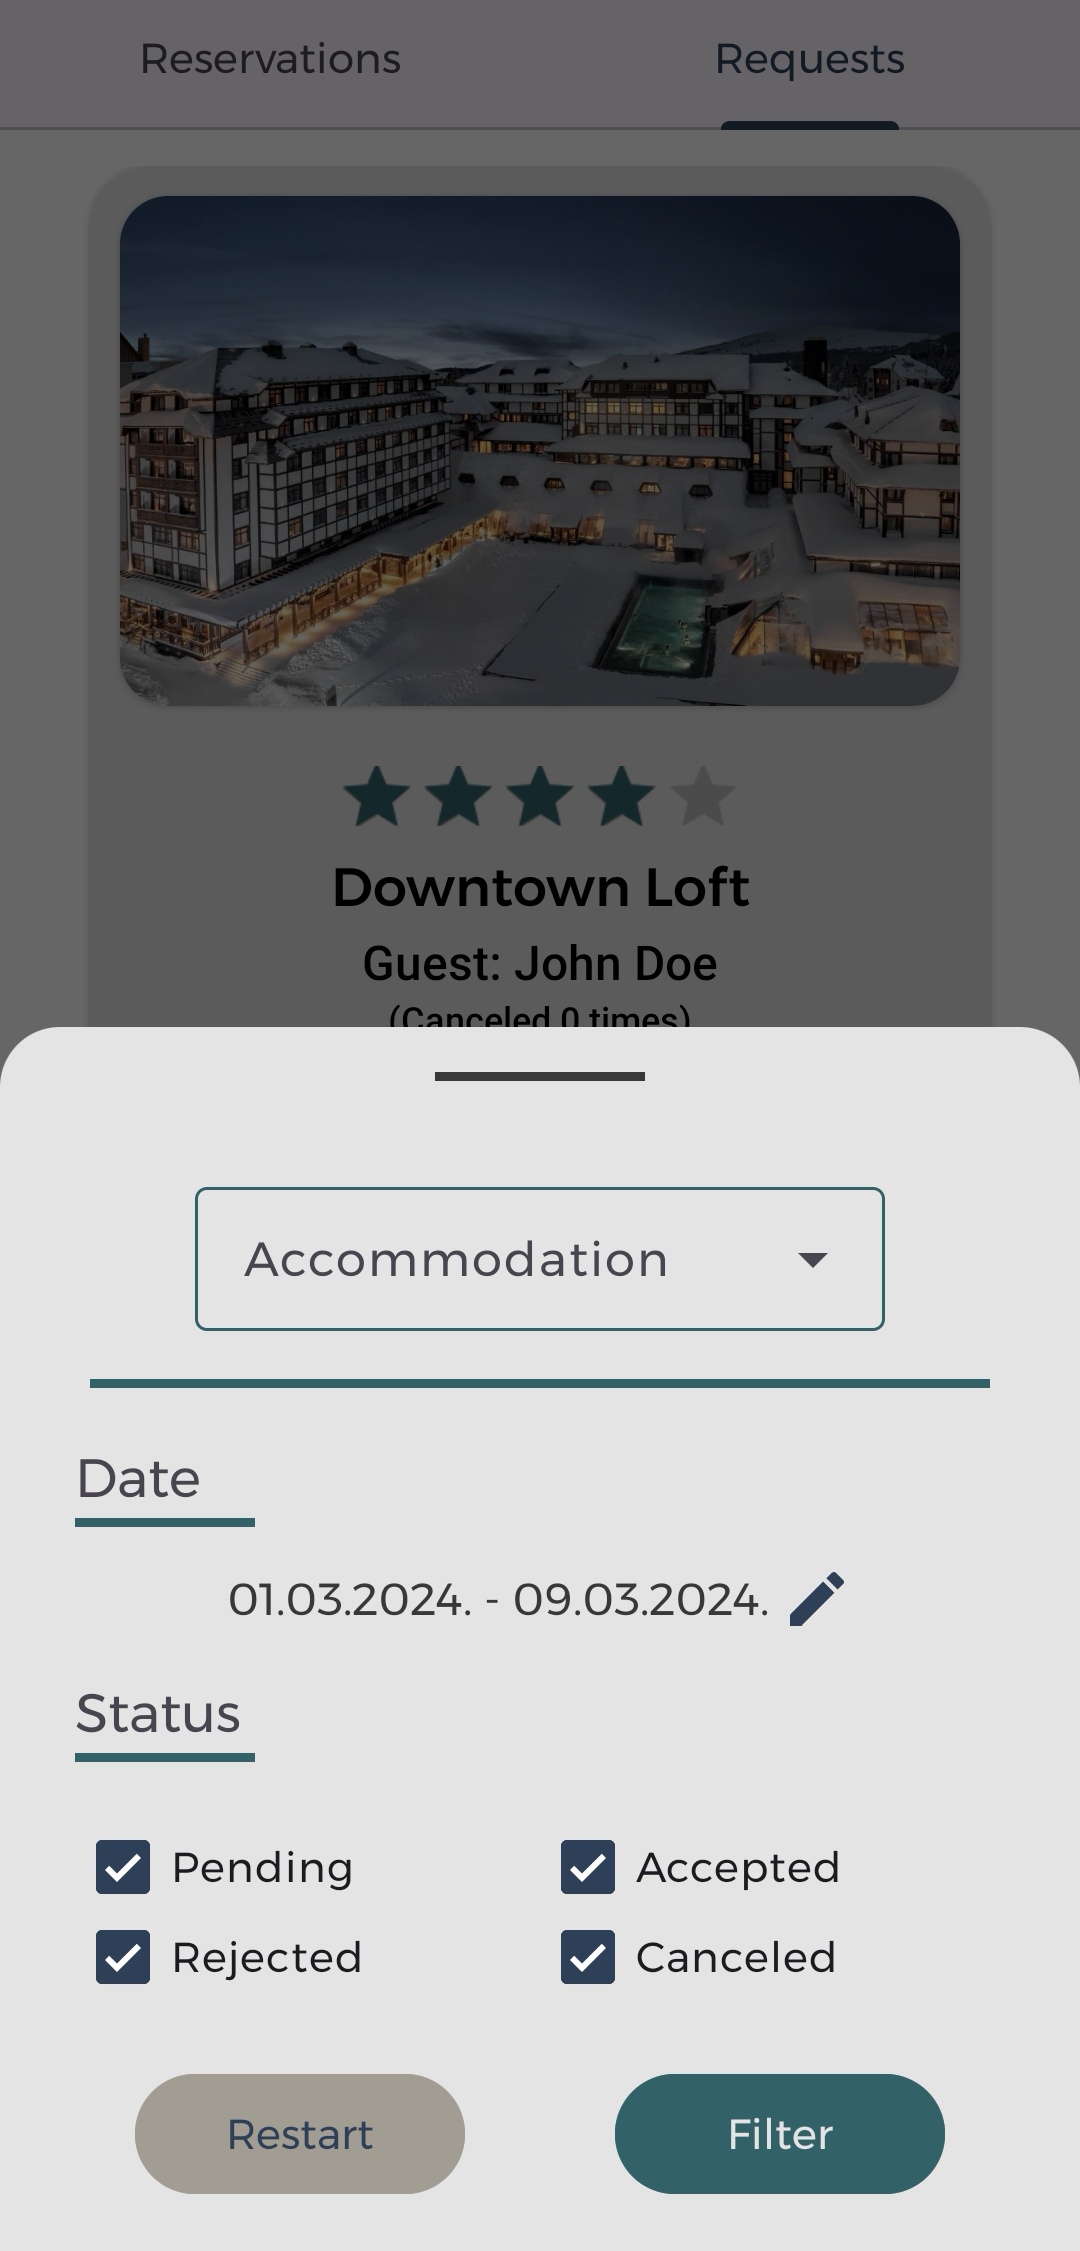 Reservations Requests
Downtown Loft
Guest: John Doe
(Canceled 0 times)
Accommodation
Date
01.03.2024. - 09.03.2024.
Status
Pending Accepted
Rejected Canceled
Restart Filter